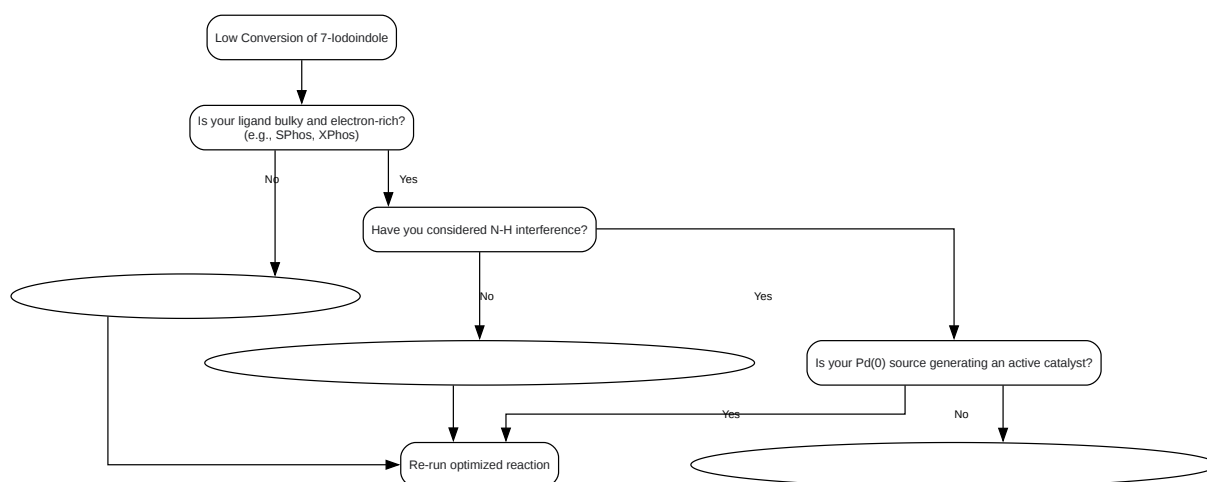 Low Conversion of 7-Iodoindole
Is your ligand bulky and electron-rich?
(e.g., SPhos, XPhos)
No
Yes
Have you considered N-H interference?
No
Yes
Is your Pd(0) source generating an active catalyst?
Yes
No
Re-run optimized reaction